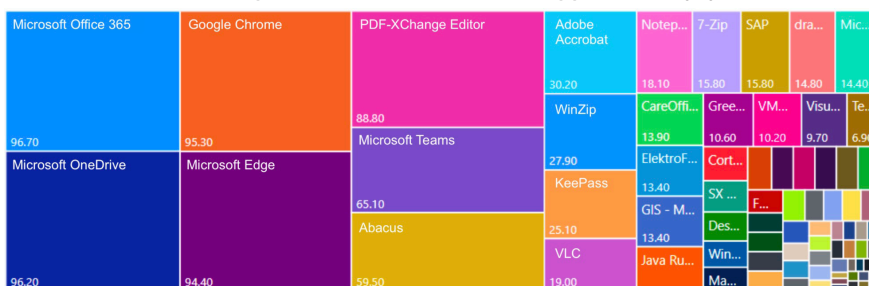 Microsoft Office 365
96.70
Google Chrome
95.30
PDF-XChange Editor
88.80
Adobe
Accrobat
30.20
Notep...
18.10
7-Zip
15.80
SAP
15.80
dra...
14.80
Mic...
14.40
WinZip
27.90
CareOffi...
13.90
Gree...
10.60
VM...
10.20
Visu...
9.70
Te...
6.90
Microsoft OneDrive
96.20
Microsoft Edge
94.40
Microsoft Teams
65.10
Abacus
59.50
KeePass
25.10
VLC
19.00
ElektroF...
13.40
GIS - M...
13.40
Java Ru...
Cort...
SX ...
Des...
Win...
Ma...
F...